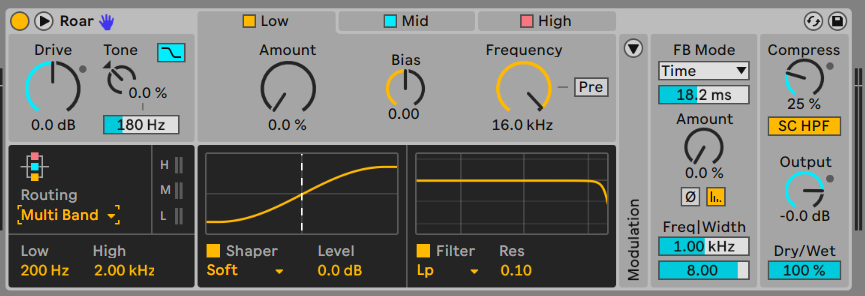 Roar
Low
Mid
High
Drive
Tone
0.0 %
0.0 dB
180 Hz
Amount
0.0 %
Bias
0.00
Frequency
Pre
16.0 kHz
Routing
Multi Band
H
M
L
Low
High
200 Hz
2.00 kHz
Shaper
Level
Soft
0.0 dB
Filter
Res
Lp
0.10
Modulation
FB Mode
Time
18.2 ms
Amount
0.0 %
Ø
Freq|Width
1.00 kHz
8.00
Compress
25 %
SC HPF
Output
-0.0 dB
Dry/Wet
100 %